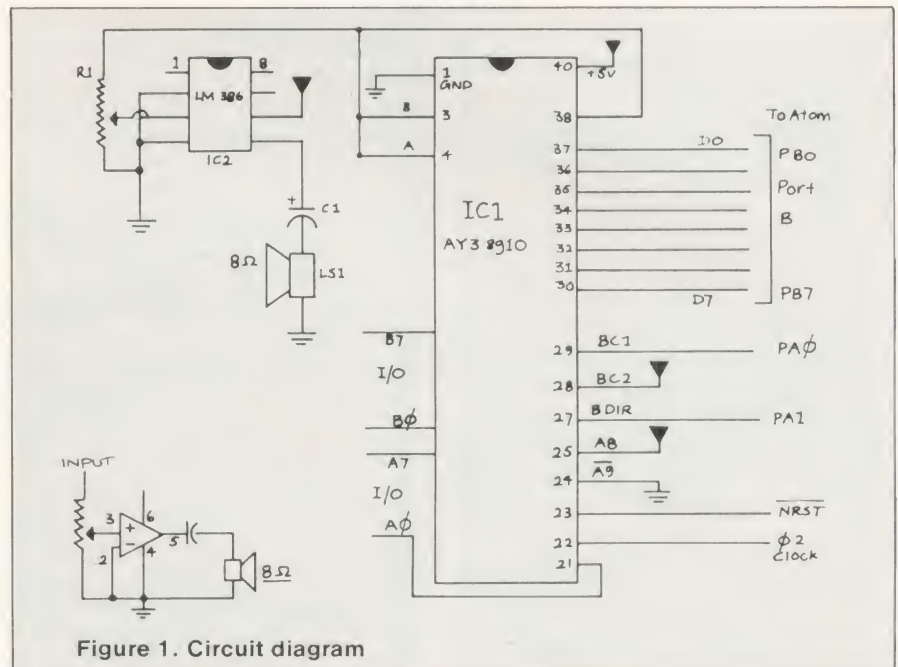 R1
1
8
LM 386
IC2
C1
+
8Ω
LS1
1
GND
B
3
A
4
IC1
AY3 8910
40
+5v
38
To Atom
37
D0
PB0
36
35
Port
34
B
33
32
31
30
D7
PB7
B7
I/O
BØ
A7
I/O
AØ
29
BC1
PAØ
28
BC2
27
BDIR
PA1
25
A8
24
A9
23
NRST
22
Ø2
clock
21
INPUT
3
+
6
-
2
4
5
8Ω
Figure 1. Circuit diagram